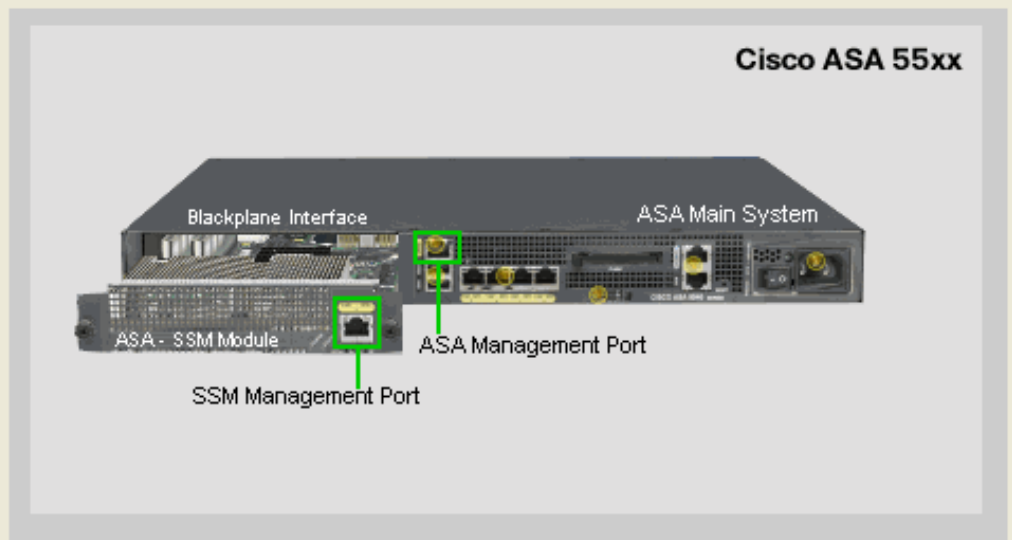 Cisco ASA 55xx
Blackplane Interface
ASA Main System
ASA - SSM Module
ASA Management Port
SSM Management Port